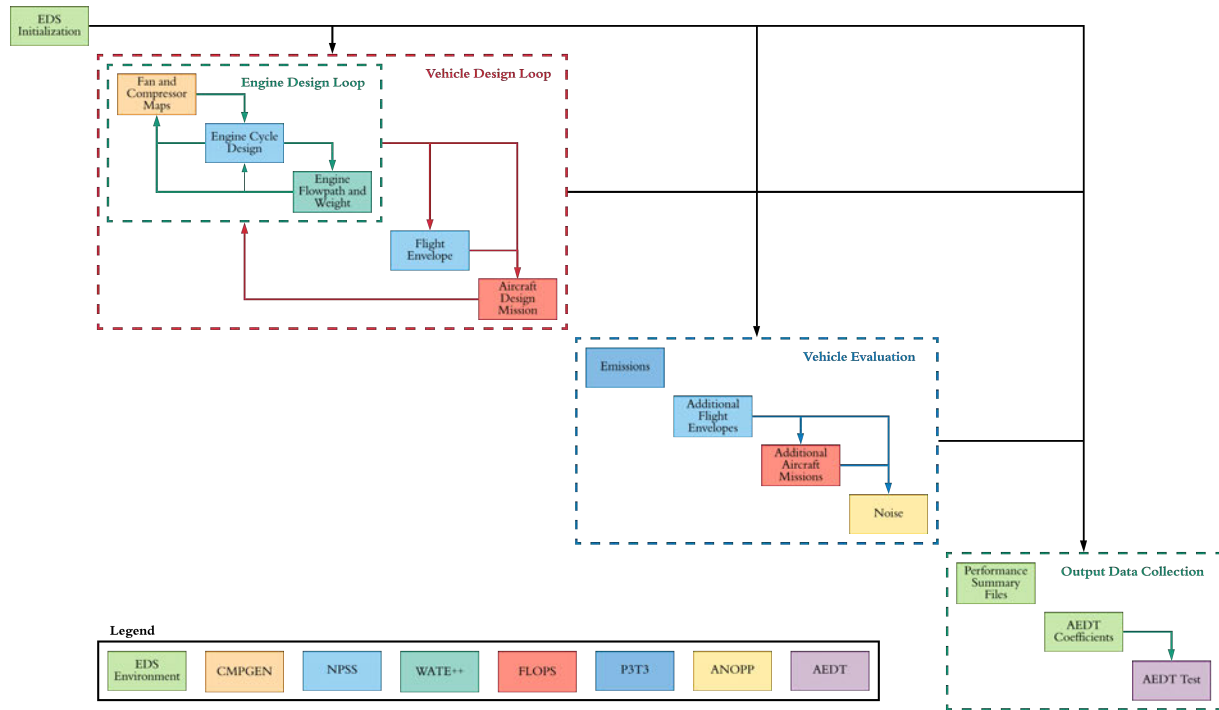 EDS
Initialization
Vehicle Design Loop
Engine Design Loop
Fan and
Compressor
Maps
Engine Cycle
Design
Engine
Flowpath and
Weight
Flight
Envelope
Aircraft
Design
Mission
Vehicle Evaluation
Emissions
Additional
Flight
Envelopes
Additional
Aircraft
Missions
Noise
Output Data Collection
Performance
Summary
Files
AEDT
Coefficients
AEDT Test
Legend
EDS
Environment
CMPGEN
NPSS
WATE++
FLOPS
P3T3
ANOPP
AEDT